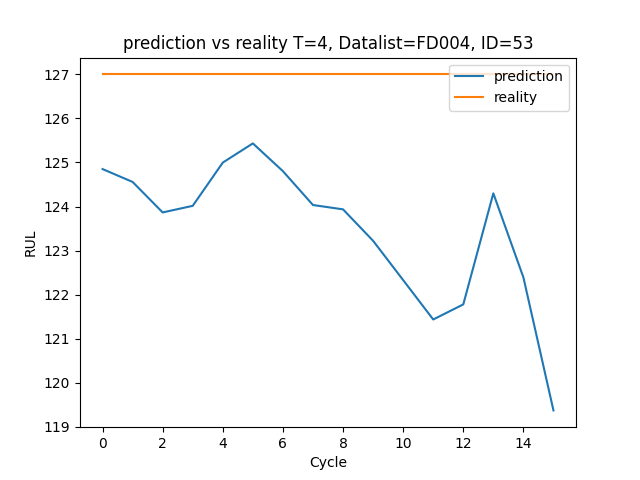 prediction vs reality T=4, Datalist=FD004, ID=53
127
126
125
124
123
122
121
120
119
RUL
prediction
reality
0 2 4 6 8 10 12 14
Cycle